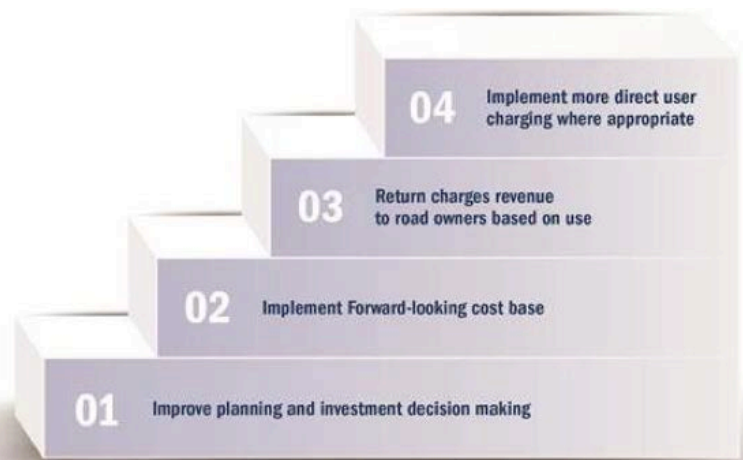 04
Implement more direct user
charging where appropriate
03
Return charges revenue
to road owners based on use
02
Implement Forward-looking cost base
01
Improve planning and investment decision making